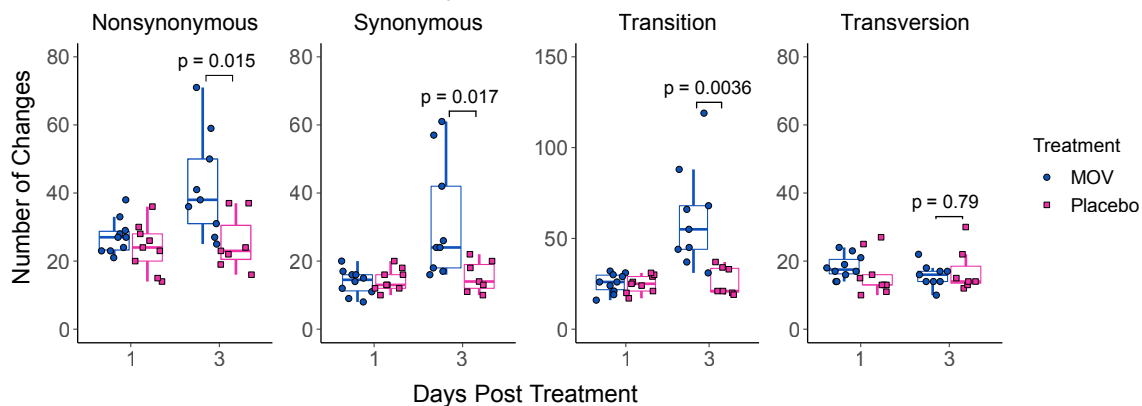 Nonsynonymous Synonymous Transition Transversion
Number of Changes
80
60
40
20
0
p = 0.015
1 3
80
60
40
20
0
p = 0.017
1 3
150
100
50
0
p = 0.0036
1 3
80
60
40
20
0
p = 0.79
1 3
Days Post Treatment
Treatment
MOV
Placebo